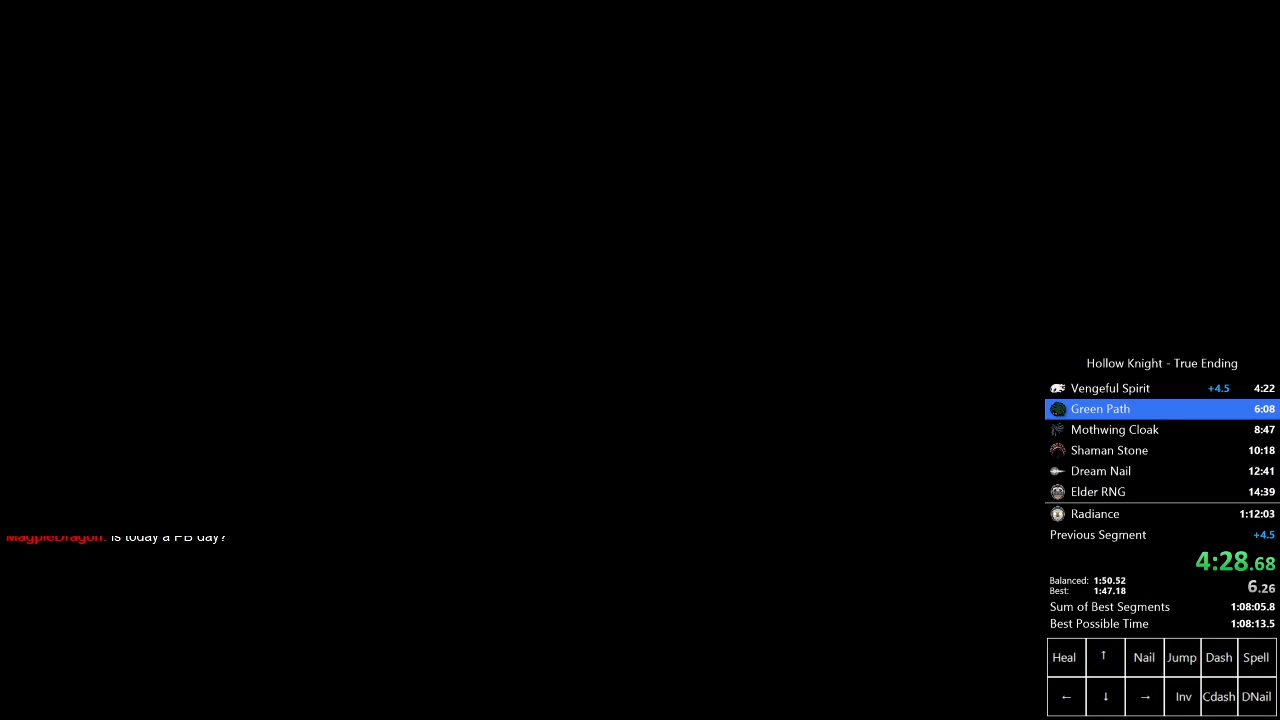 Hollow Knight - True Ending
Vengeful Spirit +4.5 4:22
Green Path 6:08
Mothwing Cloak 8:47
Shaman Stone 10:18
Dream Nail 12:41
Elder RNG 14:39
Radiance 1:12:03
MagpieDragon: is today a PB day?
Previous Segment +4.5
4:28.68
Balanced: 1:50.52
Best: 1:47.18
6.26
Sum of Best Segments 1:08:05.8
Best Possible Time 1:08:13.5
Heal ↑ Nail Jump Dash Spell
← ↓ → Inv Cdash DNail